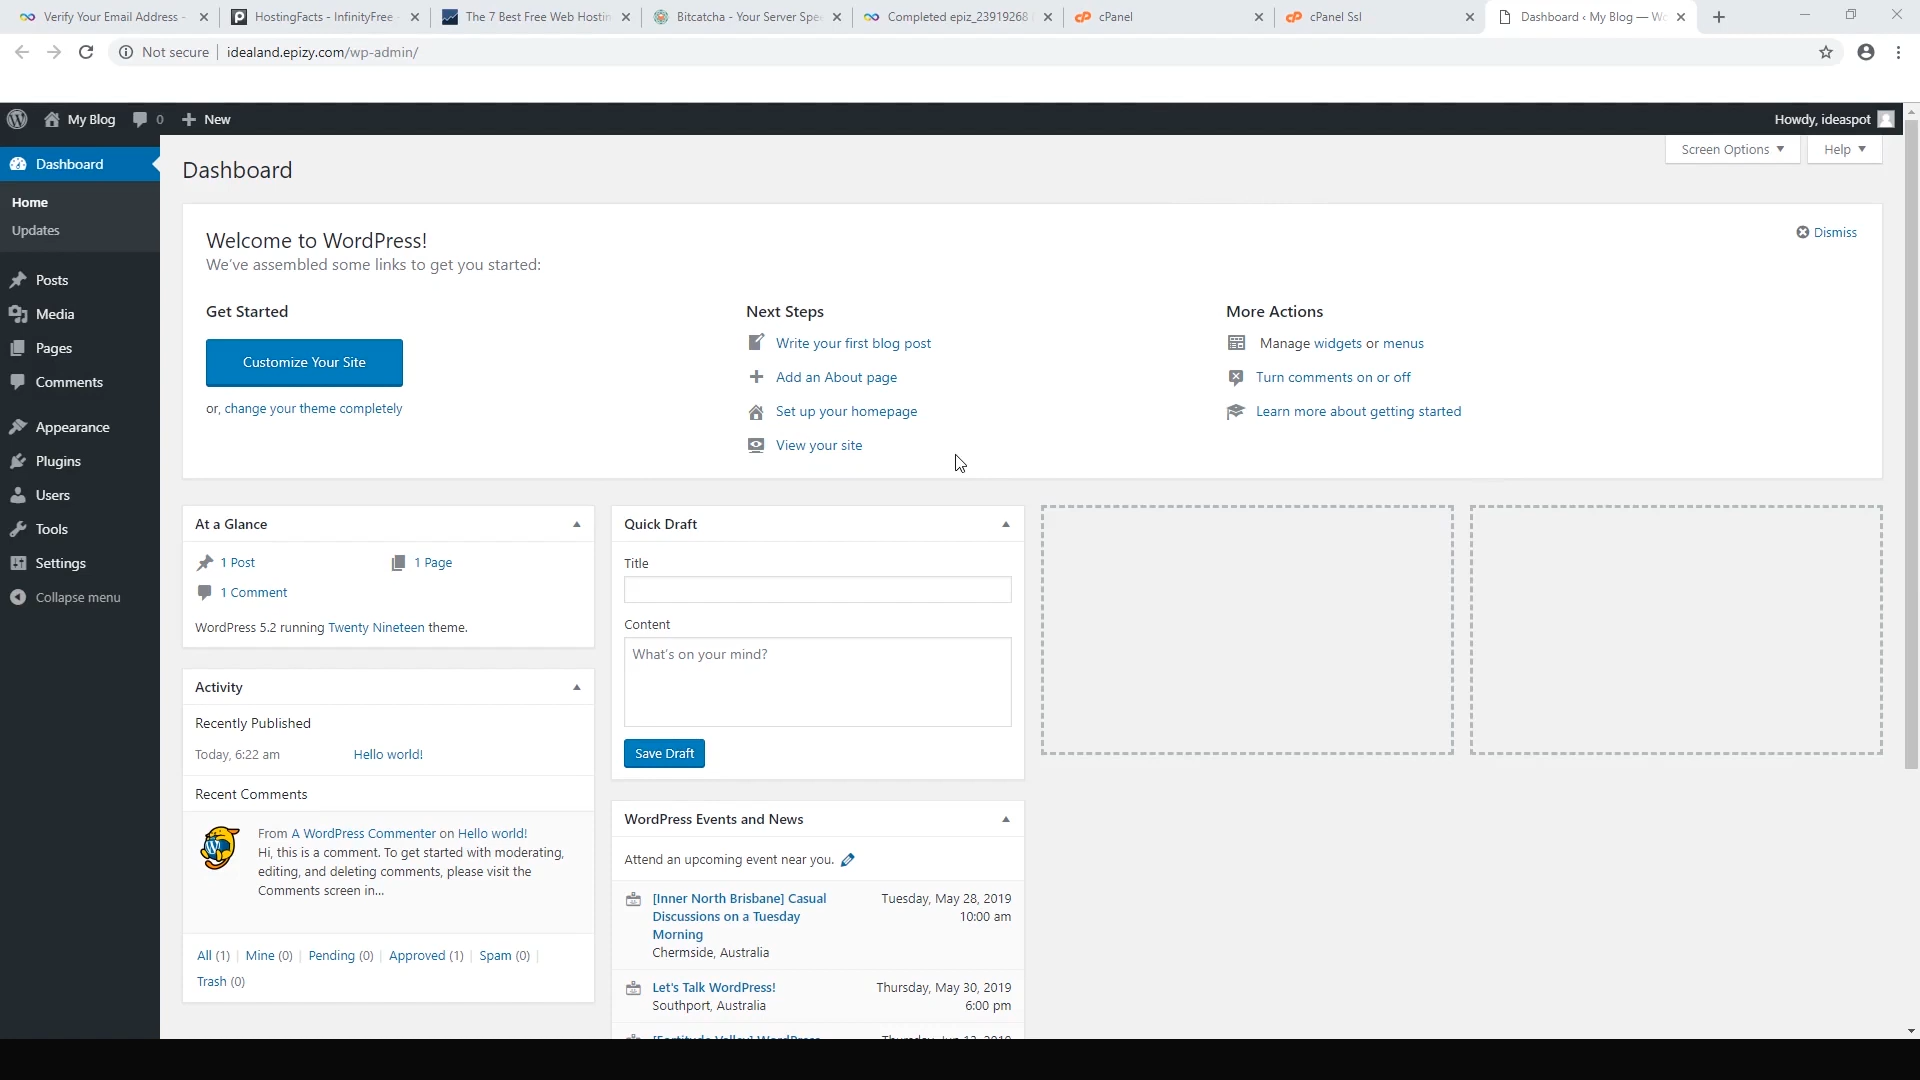 Verify Your Email Address -
HostingFacts - InfinityFree
The 7 Best Free Web Hostin
Bitcatcha - Your Server Spe
Completed epiz_23919268
cPanel
cPanel Ssl
Dashboard ‹ My Blog — Wo
Not secure
idealand.epizy.com/wp-admin/
My Blog
0
New
Howdy, ideaspot
Dashboard
Home
Updates
Posts
Media
Pages
Comments
Appearance
Plugins
Users
Tools
Settings
Collapse menu
Screen Options
Help
Dashboard
Welcome to WordPress!
We've assembled some links to get you started:
Dismiss
Get Started
Customize Your Site
or, change your theme completely
Next Steps
Write your first blog post
Add an About page
Set up your homepage
View your site
More Actions
Manage widgets or menus
Turn comments on or off
Learn more about getting started
At a Glance
1 Post
1 Page
1 Comment
WordPress 5.2 running Twenty Nineteen theme.
Activity
Recently Published
Today, 6:22 am
Hello world!
Recent Comments
From A WordPress Commenter on Hello world!
Hi, this is a comment. To get started with moderating,
editing, and deleting comments, please visit the
Comments screen in...
All (1) | Mine (0) | Pending (0) | Approved (1) | Spam (0) |
Trash (0)
Quick Draft
Title
Content
What's on your mind?
Save Draft
WordPress Events and News
Attend an upcoming event near you.
[Inner North Brisbane] Casual
Discussions on a Tuesday
Morning
Chermside, Australia
Tuesday, May 28, 2019
10:00 am
Let's Talk WordPress!
Southport, Australia
Thursday, May 30, 2019
6:00 pm
[Fortitude Valley] WordPress
Thursday, Jun 13, 2019